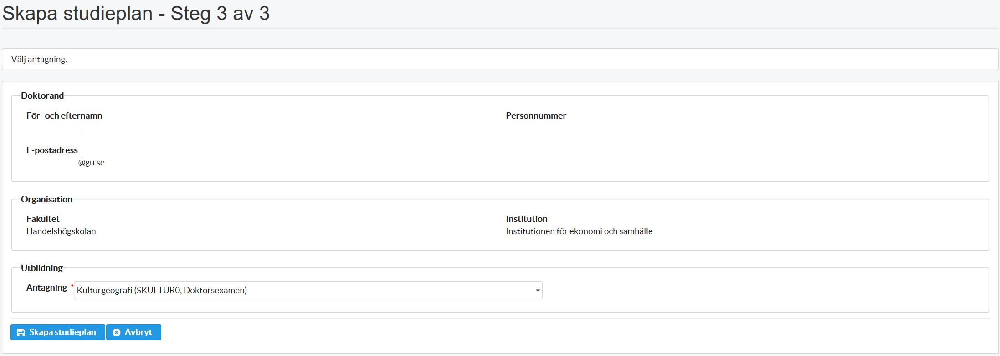 Skapa studieplan - Steg 3 av 3
Välj antagning.
Doktorand
För- och efternamn
Personnummer
E-postadress
@gu.se
Organisation
Fakultet
Institution
Handelshögskolan
Institutionen för ekonomi och samhälle
Utbildning
Antagning *
Kulturgeografi (SKULTUR0, Doktorsexamen)
Skapa studieplan
Avbryt